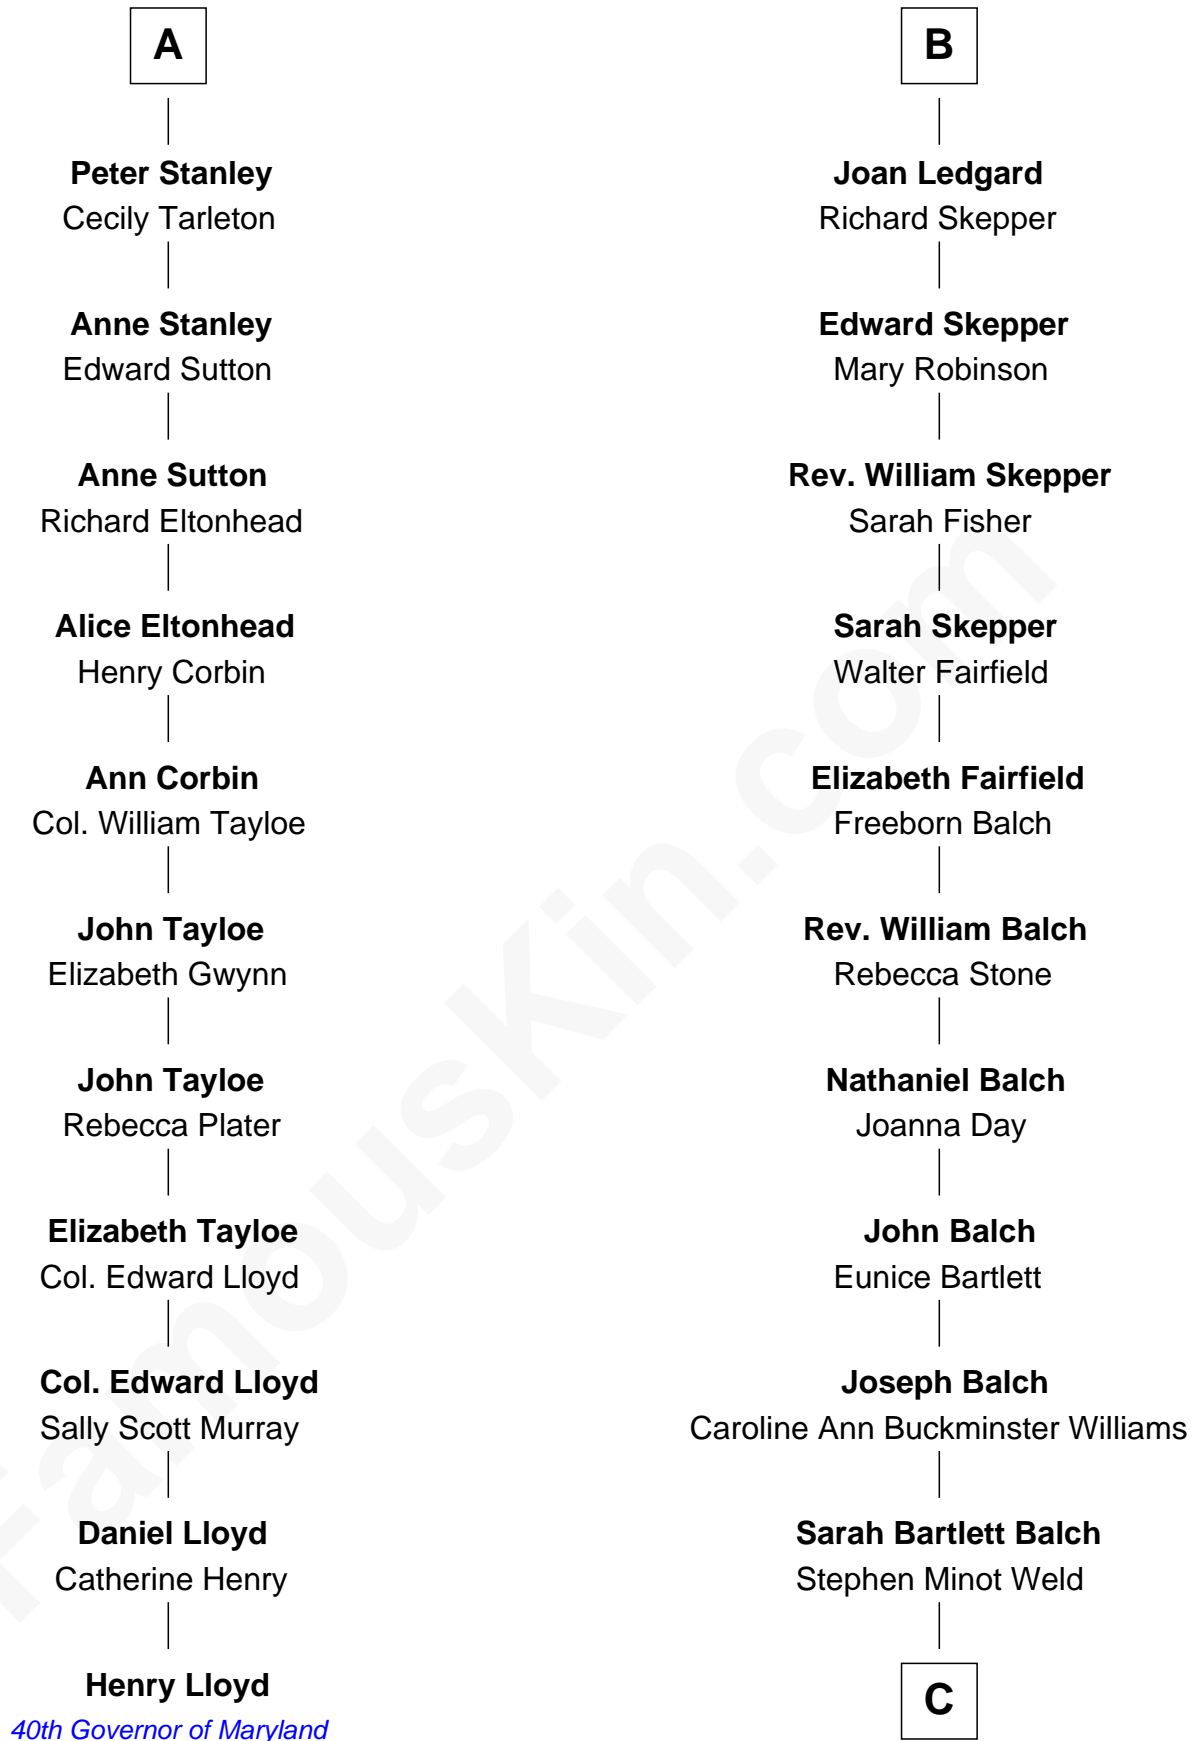 A
Peter Stanley
Cecily Tarleton
Anne Stanley
Edward Sutton
Anne Sutton
Richard Eltonhead
Alice Eltonhead
Henry Corbin
Ann Corbin
Col. William Tayloe
John Tayloe
Elizabeth Gwynn
John Tayloe
Rebecca Plater
Elizabeth Tayloe
Col. Edward Lloyd
Col. Edward Lloyd
Sally Scott Murray
Daniel Lloyd
Catherine Henry
Henry Lloyd
40th Governor of Maryland
B
Joan Ledgard
Richard Skepper
Edward Skepper
Mary Robinson
Rev. William Skepper
Sarah Fisher
Sarah Skepper
Walter Fairfield
Elizabeth Fairfield
Freeborn Balch
Rev. William Balch
Rebecca Stone
Nathaniel Balch
Joanna Day
John Balch
Eunice Bartlett
Joseph Balch
Caroline Ann Buckminster Williams
Sarah Bartlett Balch
Stephen Minot Weld
C
FamousKin.com